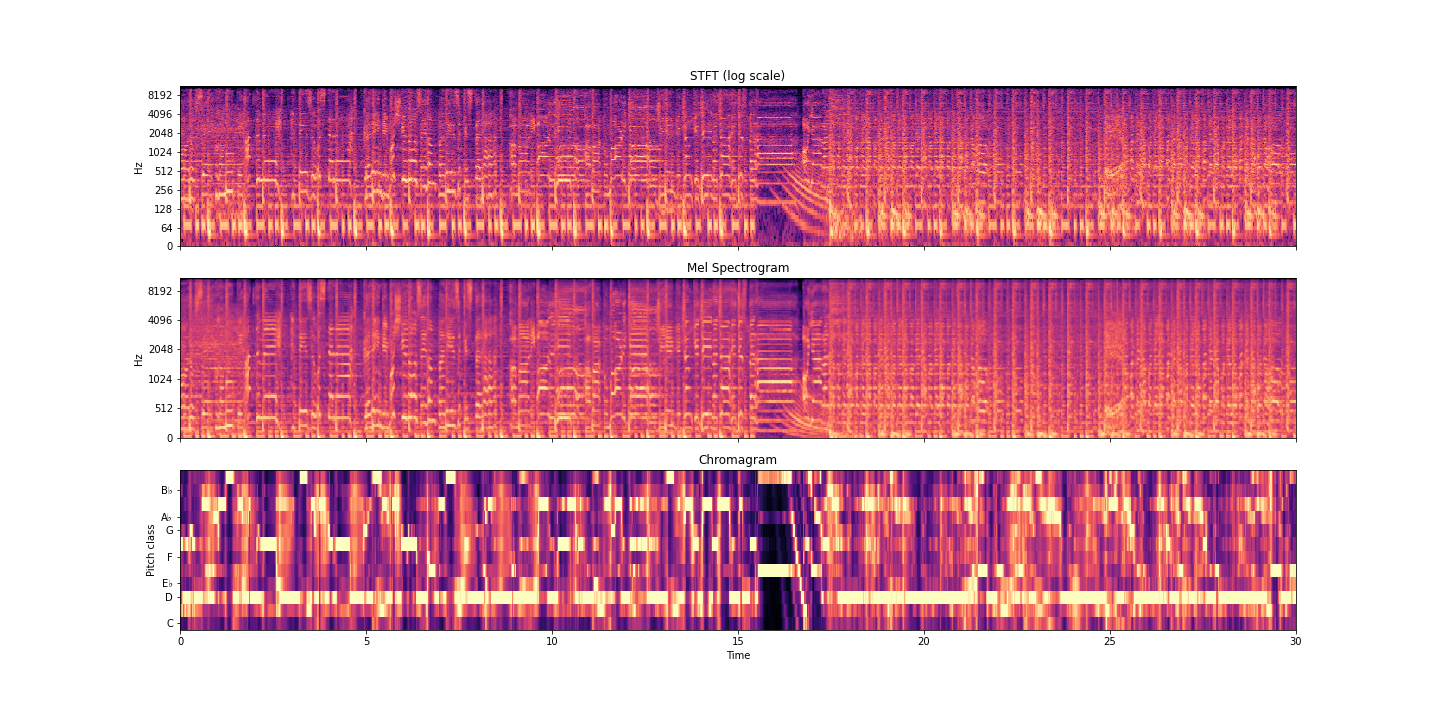 STFT (log scale)
8192
4096
2048
1024
512
256
128
64
0
Hz
Mel Spectrogram
8192
4096
2048
1024
512
0
Hz
Chromagram
B♭
A♭
G
F
E♭
D
C
Pitch class
0 5 10 15 20 25 30
Time